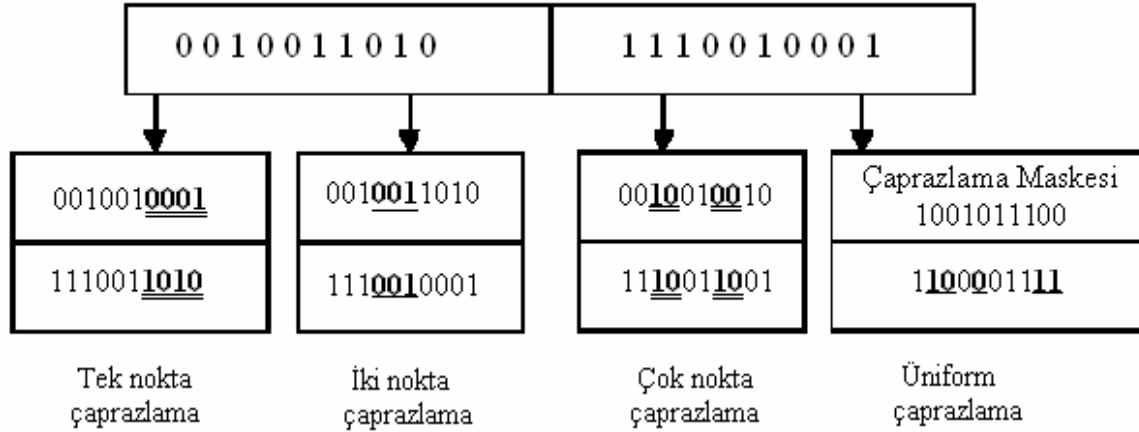 0 0 1 0 0 1 1 0 1 0
1 1 1 0 0 1 0 0 0 1
0010010001
1110011010
Tek nokta
çaprazlama
0010011010
1110010001
İki nokta
çaprazlama
0010010010
1110011001
Çok nokta
çaprazlama
Çaprazlama Maskesi
1001011100
1100001111
Üniform
çaprazlama